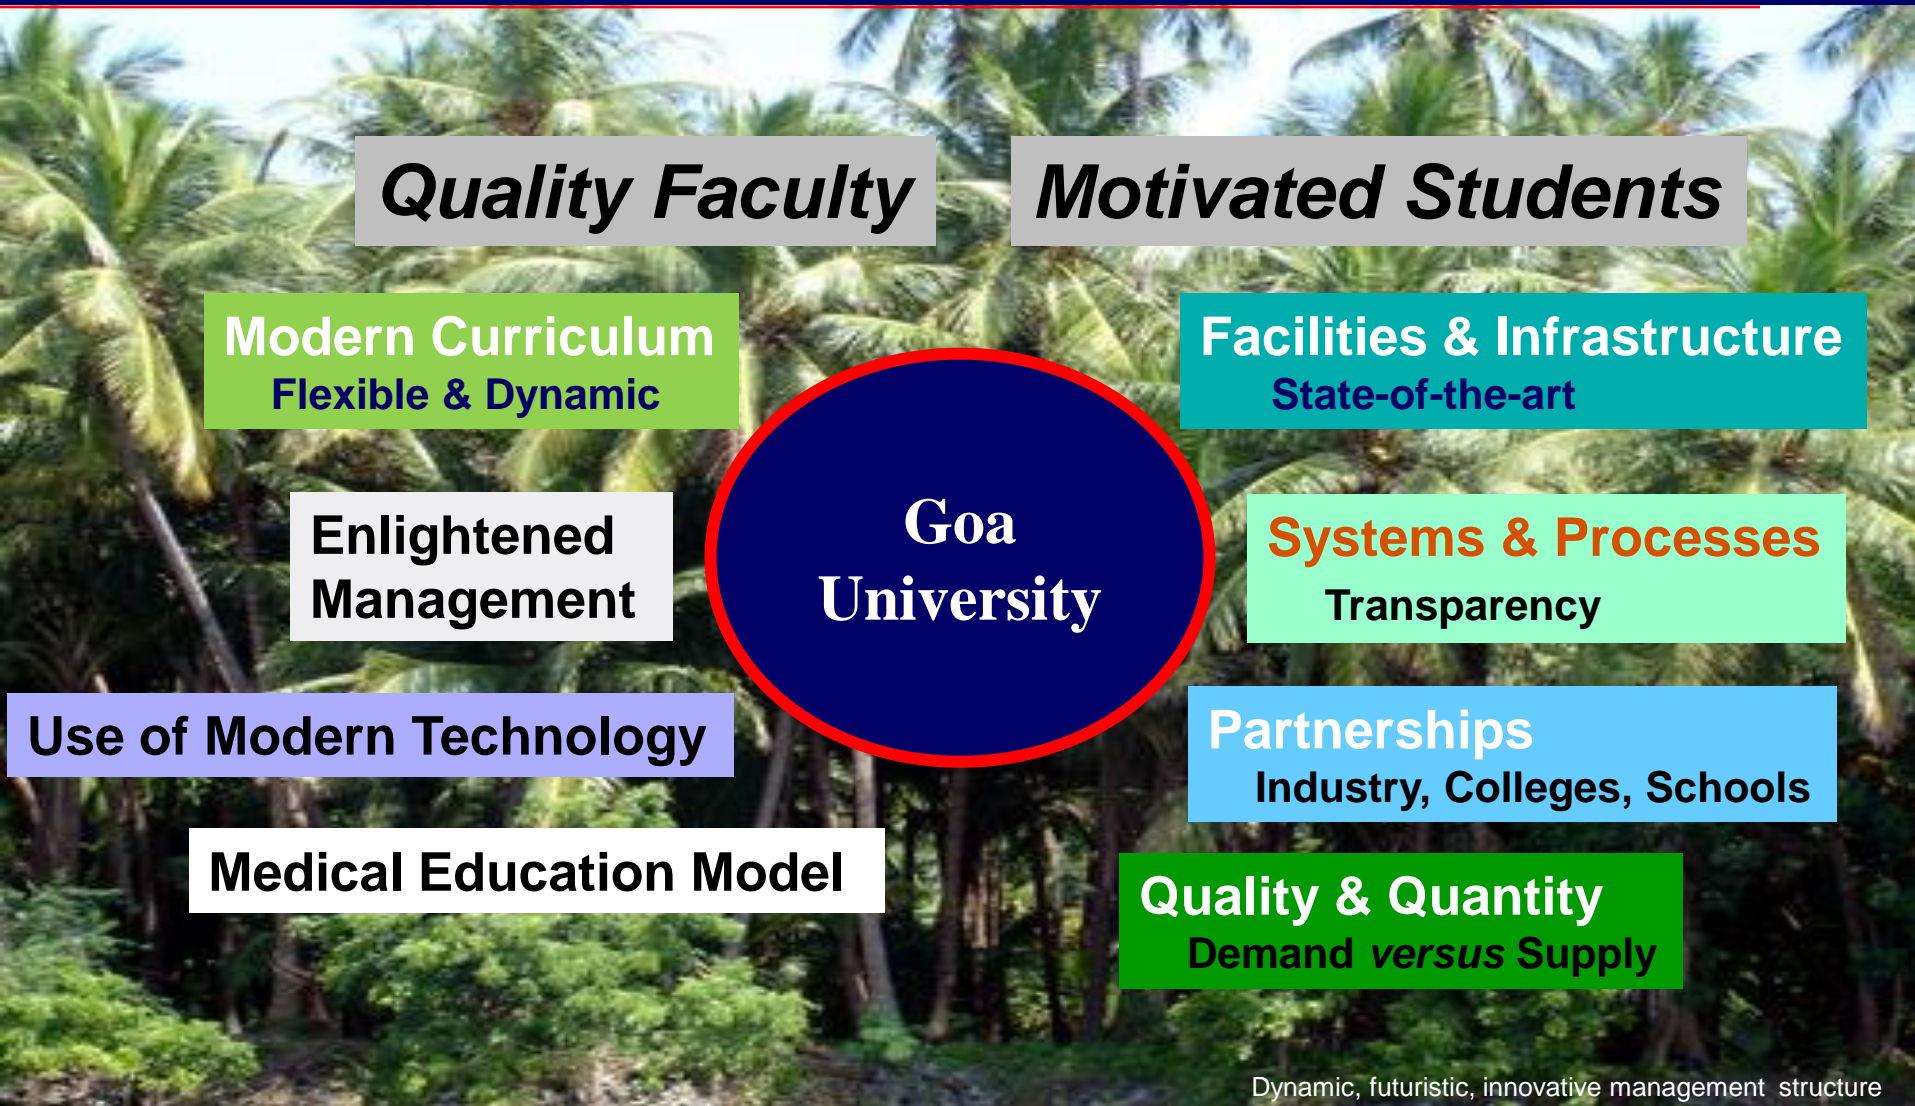 Quality Faculty
Motivated Students
Modern Curriculum
Flexible & Dynamic
Facilities & Infrastructure
State-of-the-art
Enlightened
Management
Goa
University
Systems & Processes
Transparency
Use of Modern Technology
Partnerships
Industry, Colleges, Schools
Medical Education Model
Quality & Quantity
Demand versus Supply
Dynamic, futuristic, innovative management structure